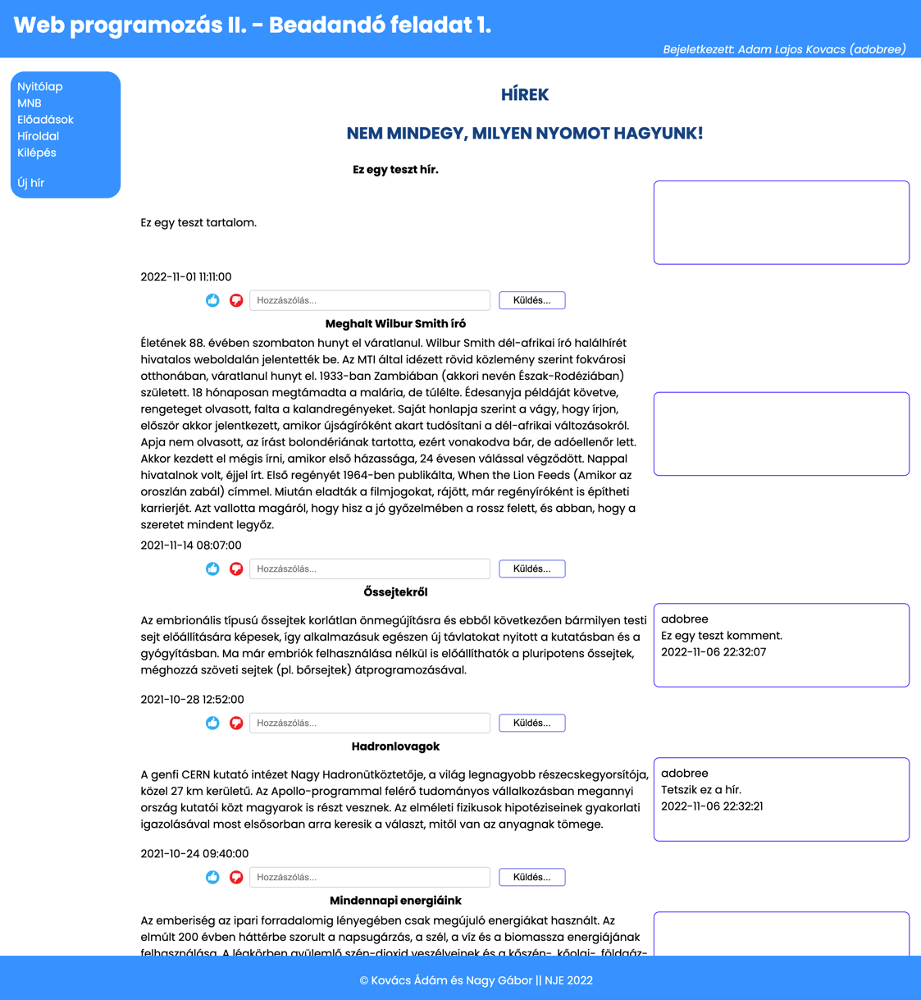 Web programozás II. - Beadandó feladat 1.
Bejeletkezett: Adam Lajos Kovacs (adobree)
Nyitólap
MNB
Előadások
Híroldal
Kilépés
Új hír
HÍREK
NEM MINDEGY, MILYEN NYOMOT HAGYUNK!
Ez egy teszt hír.
Ez egy teszt tartalom.
2022-11-01 11:11:00
Hozzászólás...
Küldés...
Meghalt Wilbur Smith író
Életének 88. évében szombaton hunyt el váratlanul. Wilbur Smith dél-afrikai író halálhírét
hivatalos weboldalán jelentették be. Az MTI által idézett rövid közlemény szerint fokvárosi
otthonában, váratlanul hunyt el. 1933-ban Zambiában (akkori nevén Észak-Rodéziában)
született. 18 hónaposan megtámadta a malária, de túlélte. Édesanyja példáját követve,
rengeteget olvasott, falta a kalandregényeket. Saját honlapja szerint a vágy, hogy írjon,
először akkor jelentkezett, amikor újságíróként akart tudósítani a dél-afrikai változásokról.
Apja nem olvasott, az írást bolondériának tartotta, ezért vonakodva bár, de adóellenőr lett.
Akkor kezdett el mégis írni, amikor első házassága, 24 évesen válással végződött. Nappal
hivatalnok volt, éjjel írt. Első regényét 1964-ben publikálta, When the Lion Feeds (Amikor az
oroszlán zabál) címmel. Miután eladták a filmjogokat, rájött, már regényíróként is építheti
karrierjét. Azt vallotta magáról, hogy hisz a jó győzelmében a rossz felett, és abban, hogy a
szeretet mindent legyőz.
2021-11-14 08:07:00
Hozzászólás...
Küldés...
Őssejtekről
Az embrionális típusú őssejtek korlátlan önmegújításra és ebből következően bármilyen testi
sejt előállítására képesek, így alkalmazásuk egészen új távlatokat nyitott a kutatásban és a
gyógyításban. Ma már embriók felhasználása nélkül is előállíthatók a pluripotens őssejtek,
méghozzá szöveti sejtek (pl. bőrsejtek) átprogramozásával.
adobree
Ez egy teszt komment.
2022-11-06 22:32:07
2021-10-28 12:52:00
Hozzászólás...
Küldés...
Hadronlovagok
A genfi CERN kutató intézet Nagy Hadronütköztetője, a világ legnagyobb részecskegyorsítója,
közel 27 km kerületű. Az Apollo-programmal felérő tudományos vállalkozásban megannyi
ország kutatói közt magyarok is részt vesznek. Az elméleti fizikusok hipotéziseinek gyakorlati
igazolásával most elsősorban arra keresik a választ, mitől van az anyagnak tömege.
adobree
Tetszik ez a hír.
2022-11-06 22:32:21
2021-10-24 09:40:00
Hozzászólás...
Küldés...
Mindennapi energiáink
Az emberiség az ipari forradalomig lényegében csak megújuló energiákat használt. Az
elmúlt 200 évben háttérbe szorult a napsugárzás, a szél, a víz és a biomassza energiájának
felhasználása. A légkörben gyülemlő szén-dioxid veszélyeinek és a kőszén-, kőolaj-, földgáz-
© Kovács Ádám és Nagy Gábor || NJE 2022